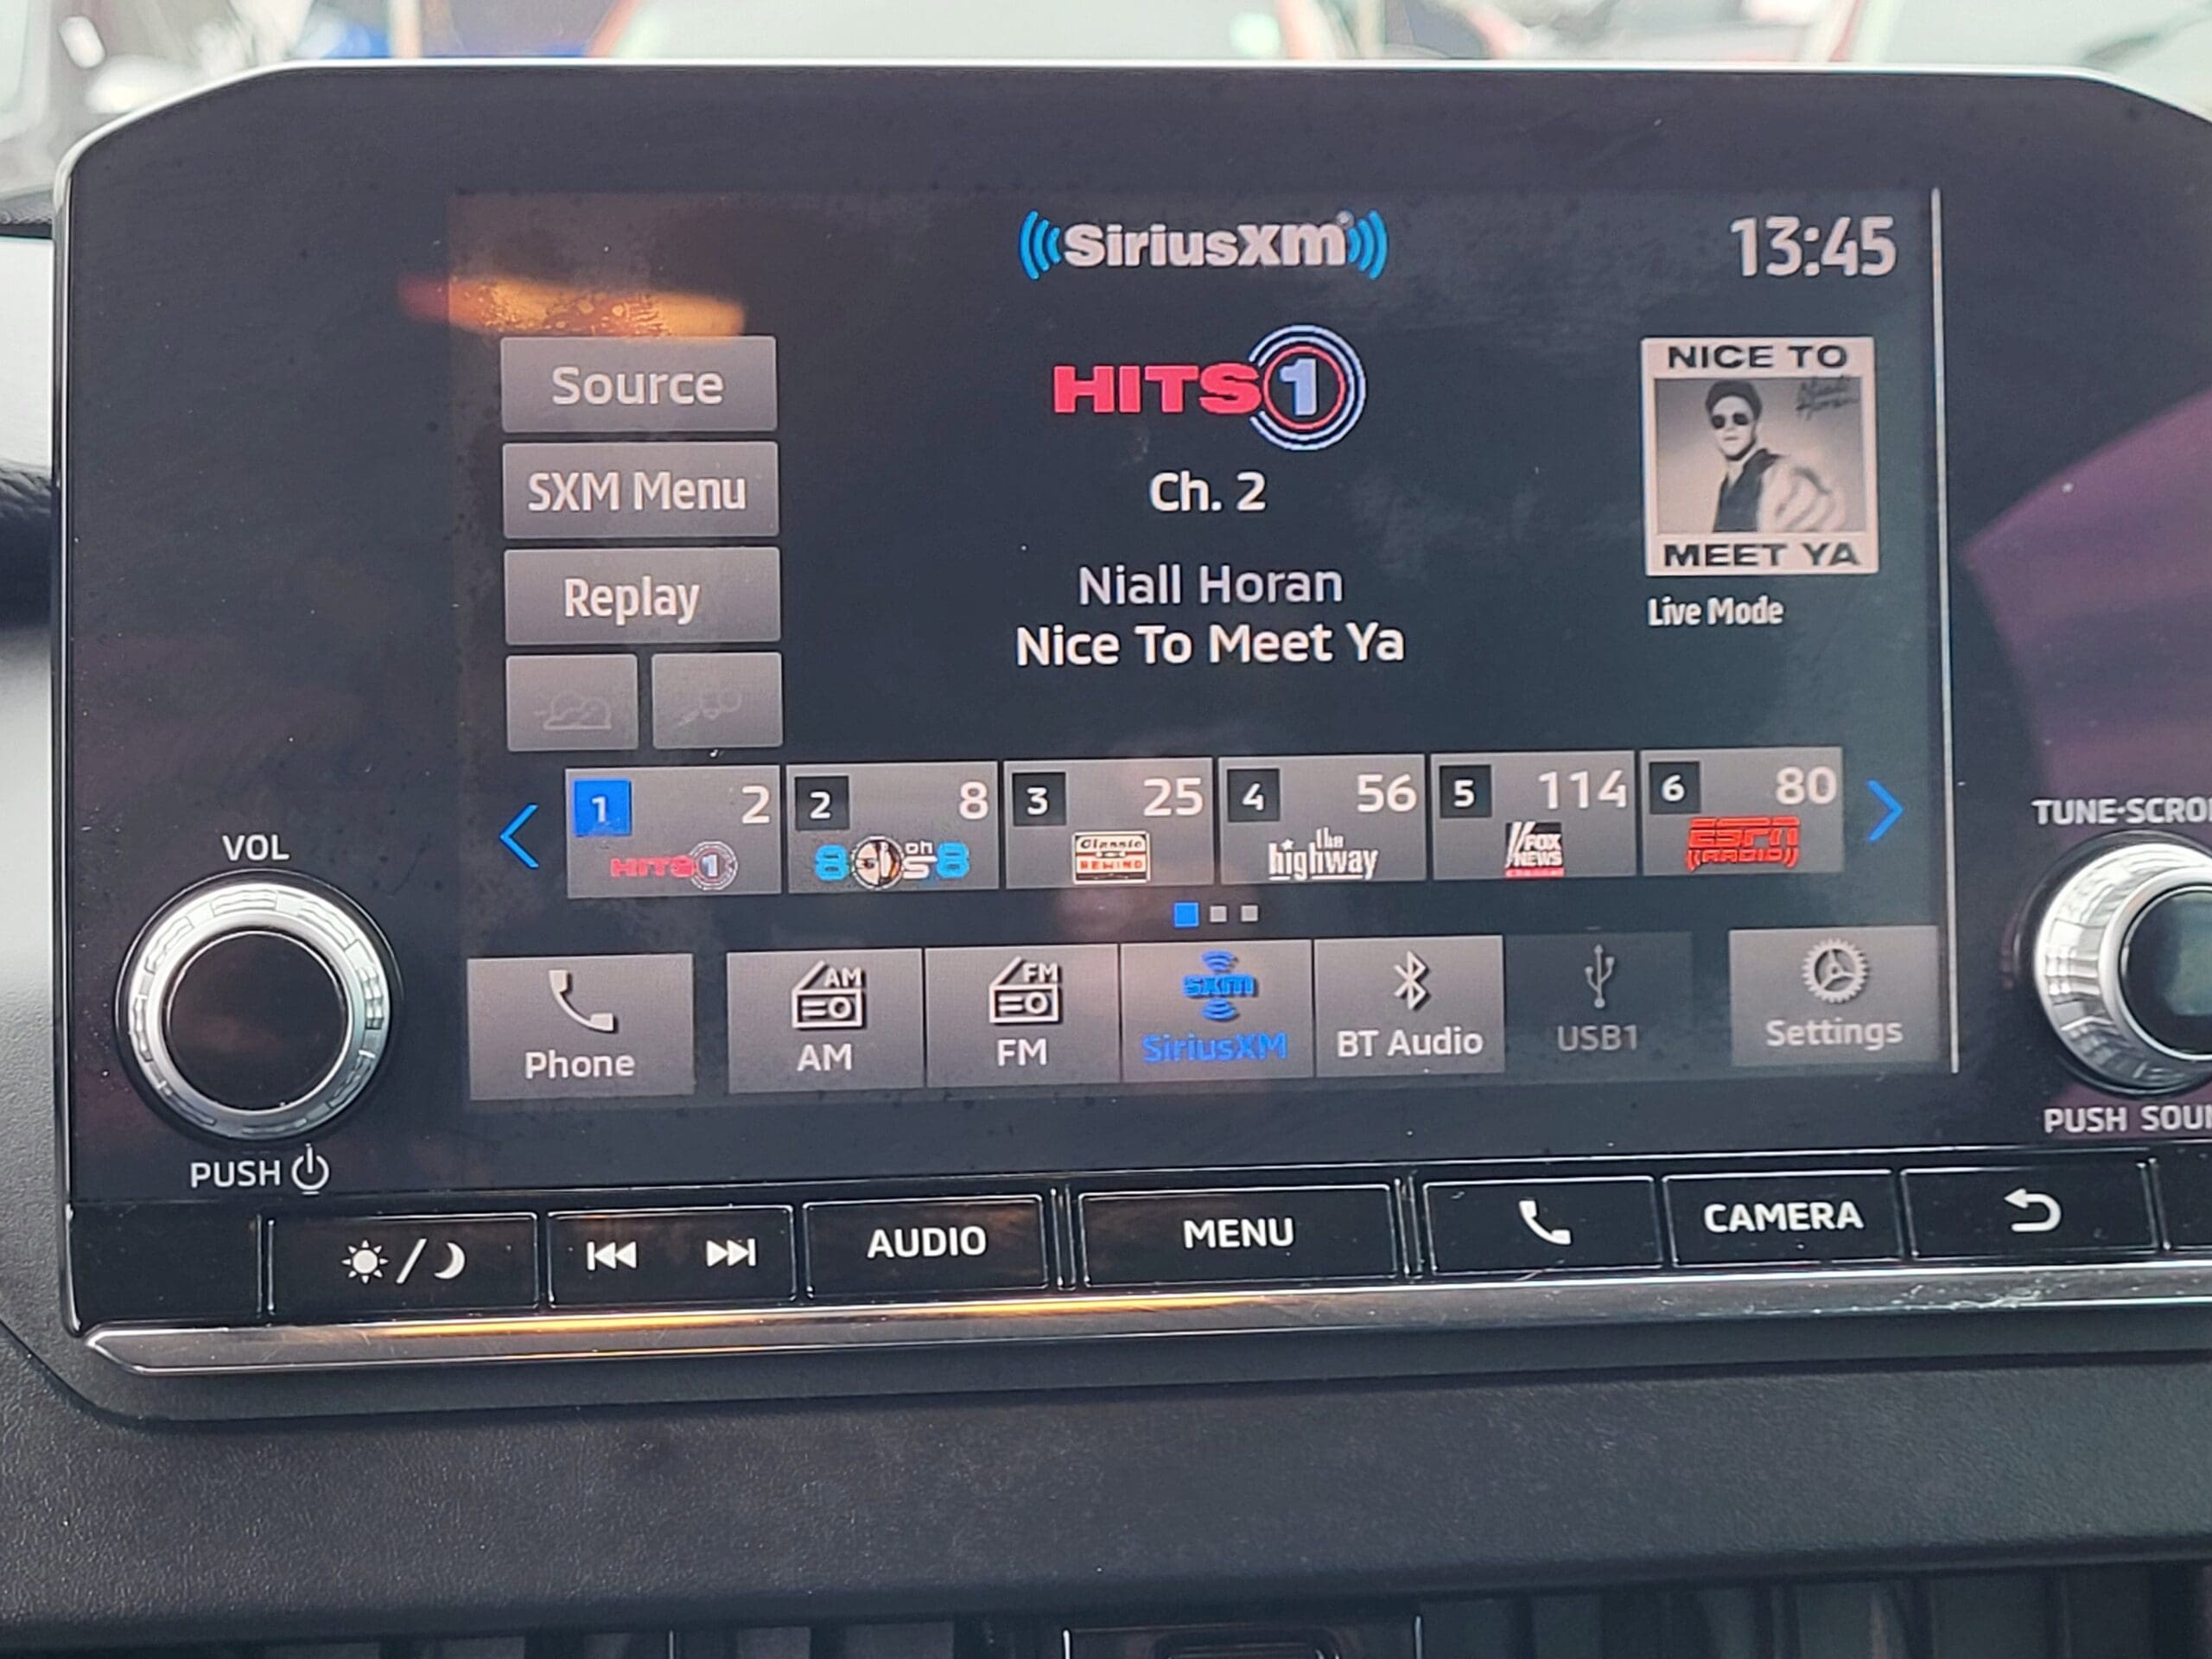 SiriusXM
13:45
Source
HITS 1
NICE TO
MEET YA
SXM Menu
Ch. 2
Replay
Niall Horan
Live Mode
Nice To Meet Ya
1 2 HITS 1
2 8 80s on 8
3 25 Classic REWIND
4 56 the highway
5 114 FOX NEWS channel
6 80 ESPN RADIO
VOL
TUNE·SCRO
Phone
AM AM
FM FM
SXM SiriusXM
BT Audio
USB1
Settings
PUSH
PUSH SOU
AUDIO
MENU
CAMERA